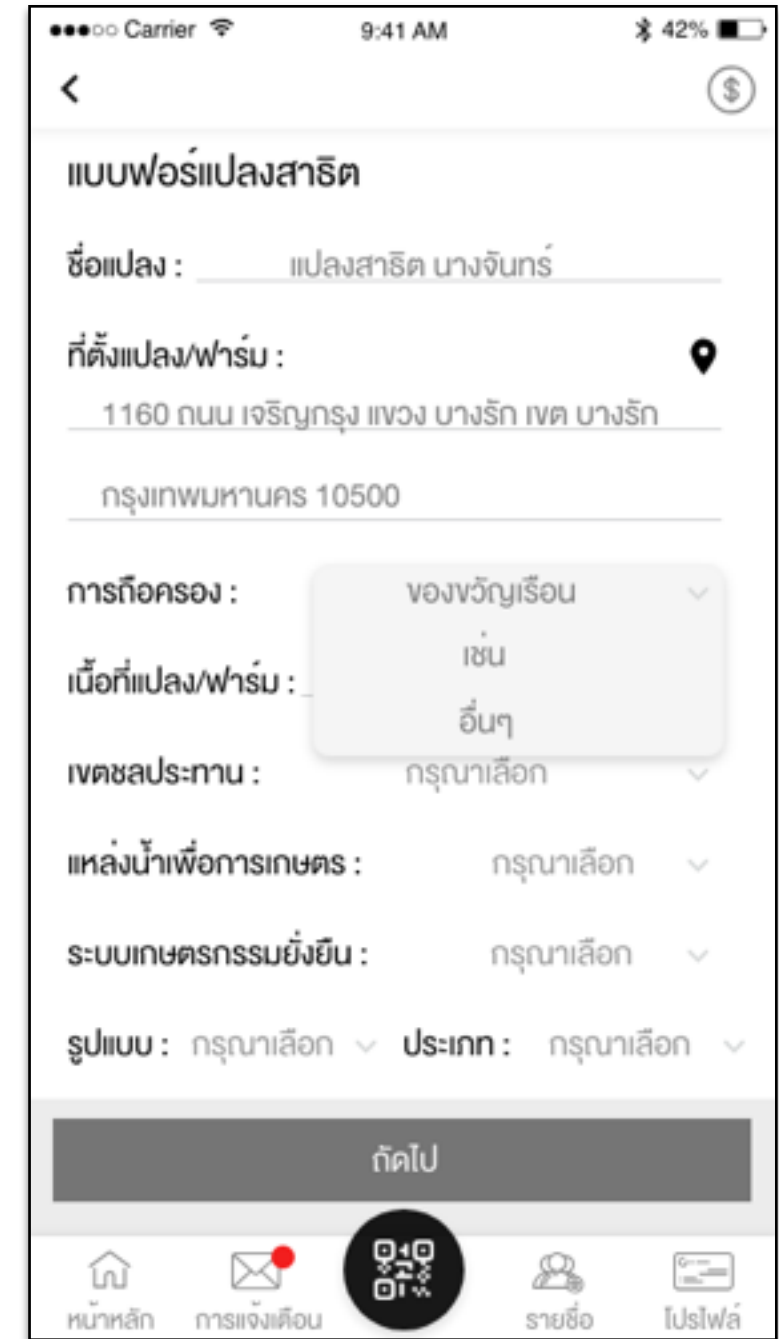 Carrier 9:41 AM 42%
แบบฟอร์แปลงสาธิต
ชื่อแปลง : แปลงสาธิต นางจันทร์
ที่ตั้งแปลง/ฟาร์ม :
1160 ถนน เจริญกรุง แขวง บางรัก เขต บางรัก
กรุงเทพมหานคร 10500
การถือครอง : ของขวัญเรือน
เช่น
เนื้อที่แปลง/ฟาร์ม :
อื่นๆ
เขตชลประทาน : กรุณาเลือก
แหล่งน้ำเพื่อการเกษตร : กรุณาเลือก
ระบบเกษตรกรรมยั่งยืน : กรุณาเลือก
รูปแบบ : กรุณาเลือก ประเภท : กรุณาเลือก
ถัดไป
หน้าหลัก การแจ้งเตือน รายชื่อ โปรไฟล์